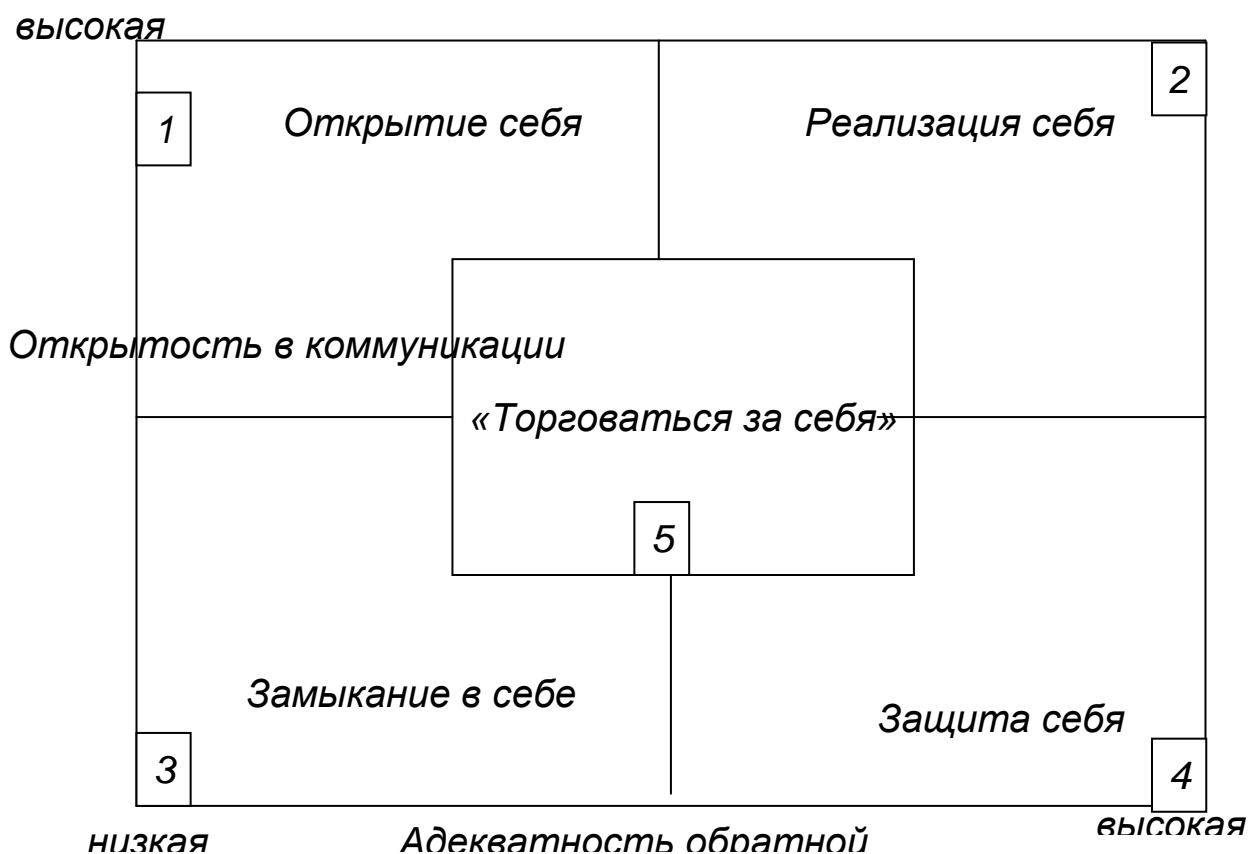 высокая
2
1
Открытие себя
Реализация себя
Открытость в коммуникации
«Торговаться за себя»
5
Замыкание в себе
Защита себя
3
4
низкая
Адекватность обратной
высокая